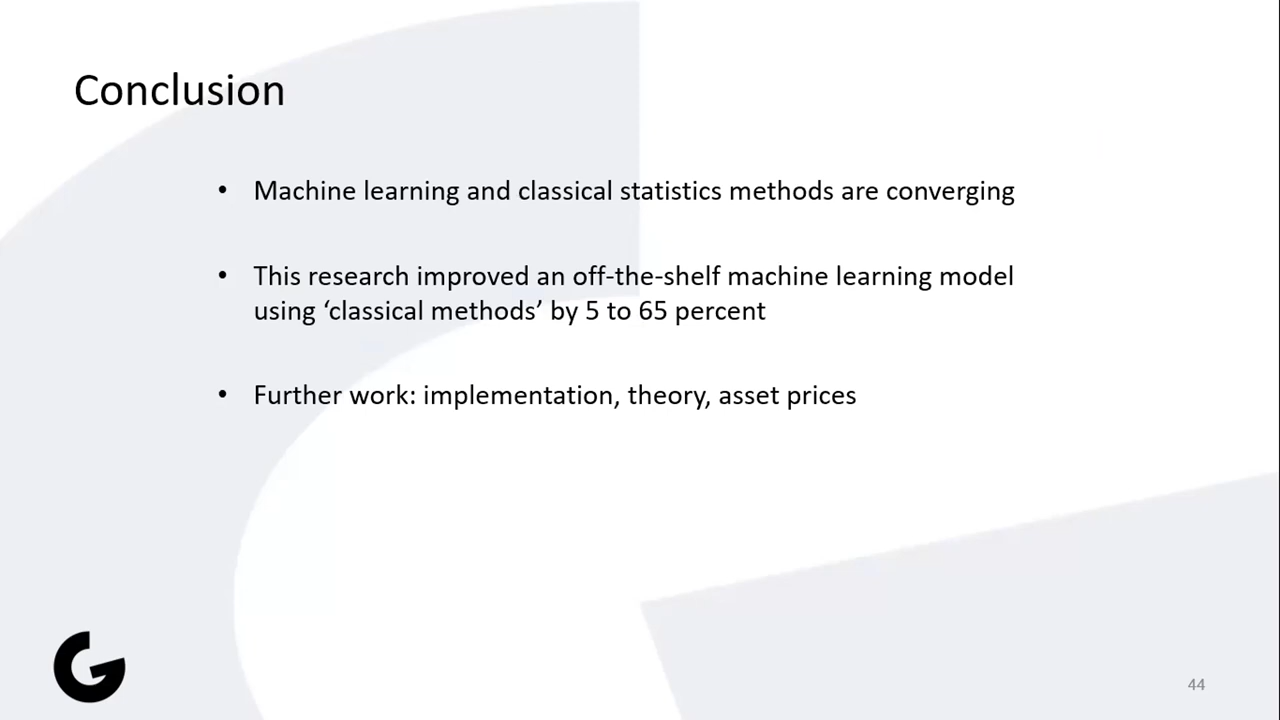 Conclusion
• Machine learning and classical statistics methods are converging
• This research improved an off-the-shelf machine learning model
using ‘classical methods’ by 5 to 65 percent
• Further work: implementation, theory, asset prices
G
44